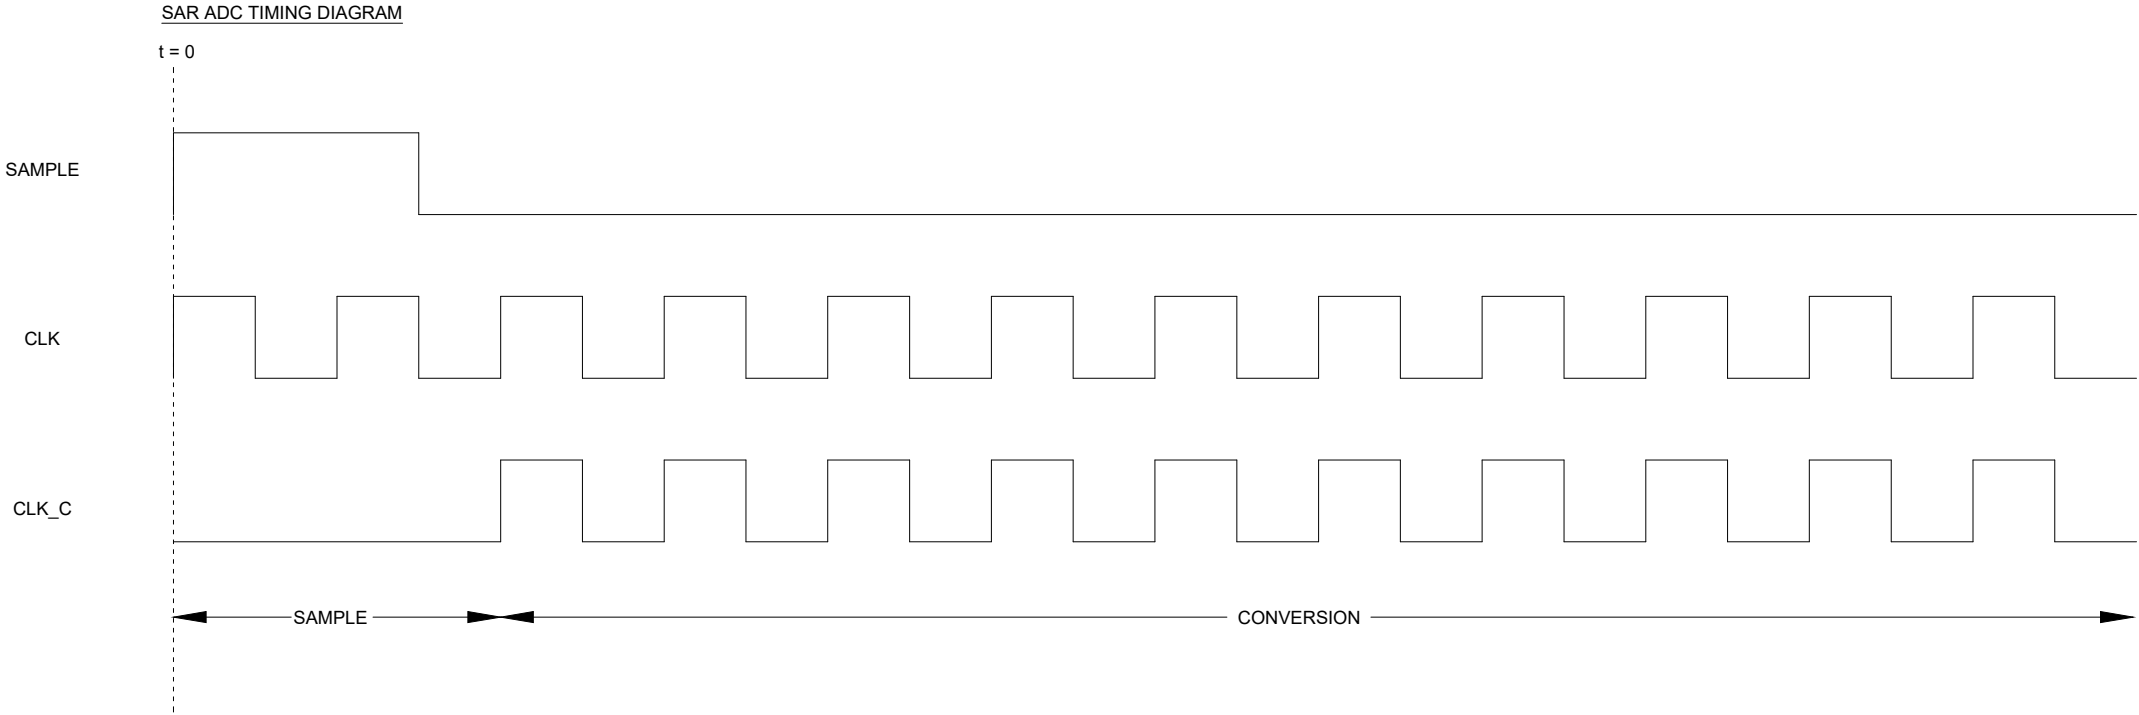 SAR ADC TIMING DIAGRAM
t = 0
SAMPLE
CLK
CLK_C
SAMPLE
CONVERSION